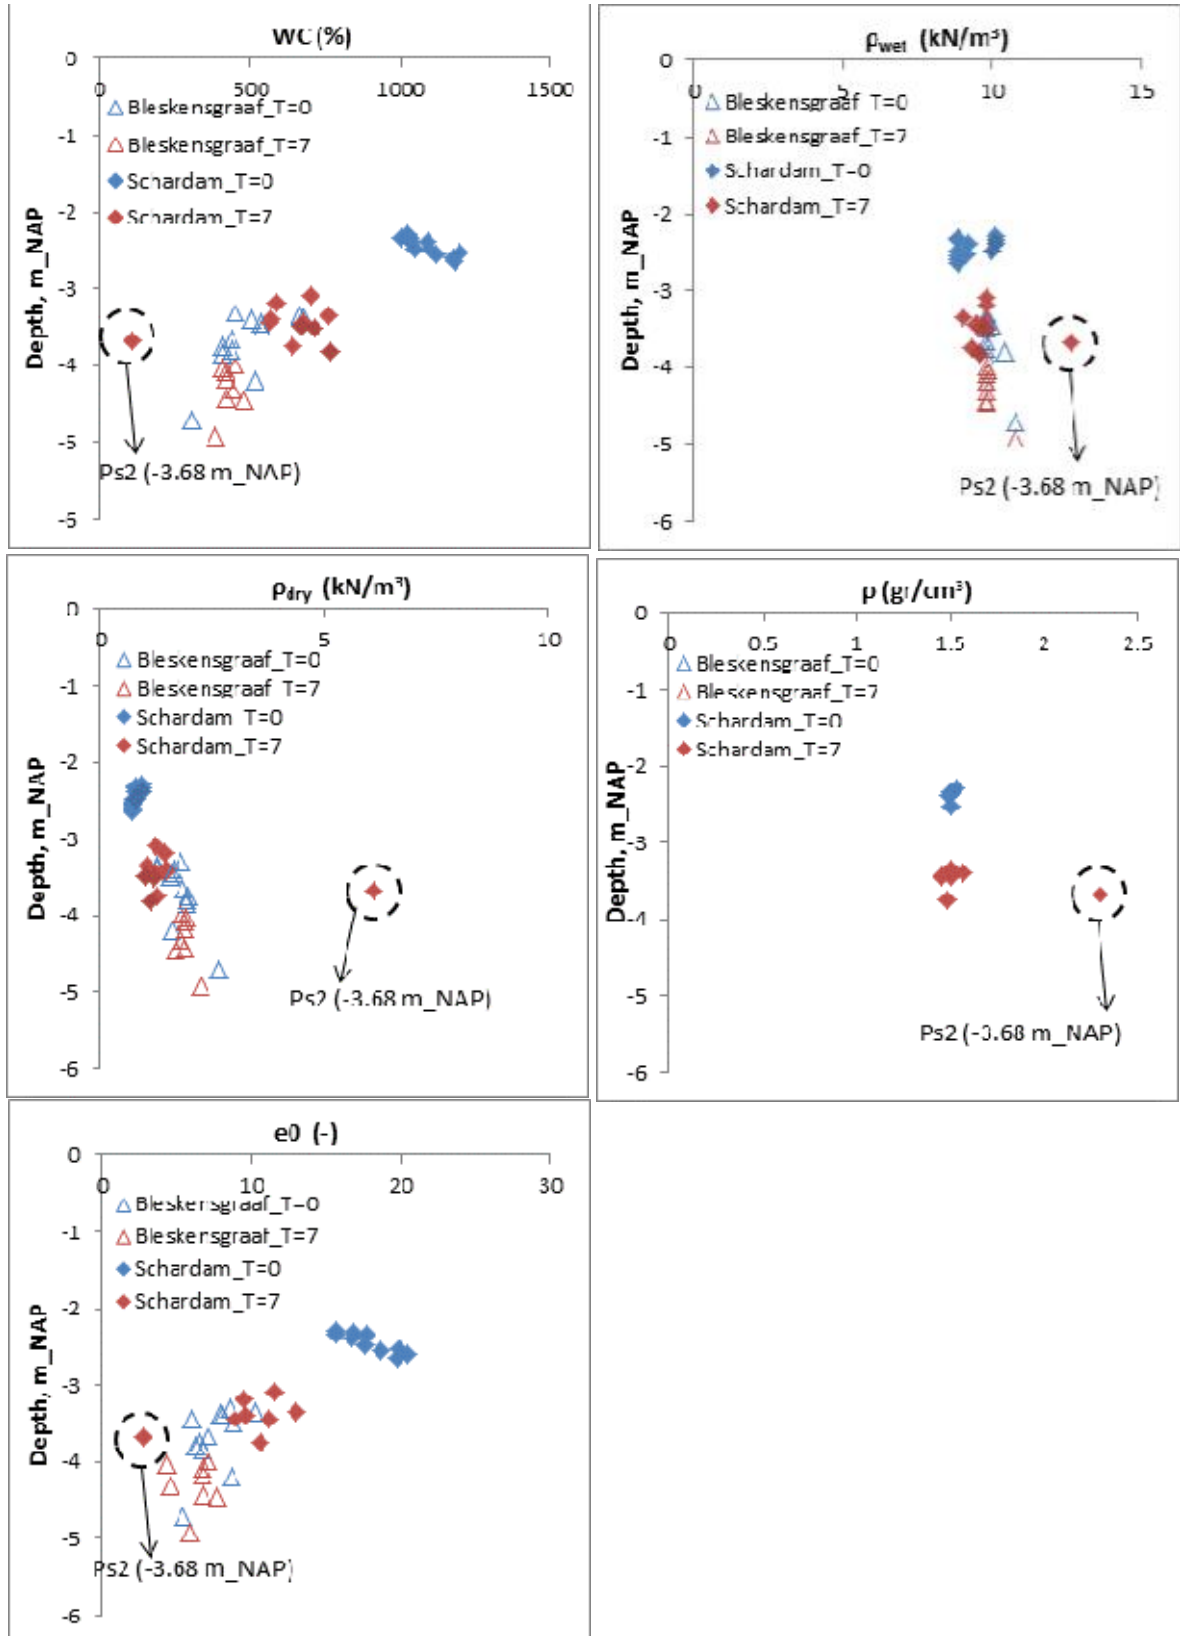 WC (%)
0
0 500 1000 1500
Bleskensgraaf_T=0
-1
Bleskensgraaf_T=7
Schardam_T=0
-2
Schardam_T=7
Depth, m_NAP
-3
-4
-5
Ps2 (-3.68 m_NAP)
-5
ρwet (kN/m³)
0
0 5 10 15
Bleskensgraaf_T=0
-1
Bleskensgraaf_T=7
Schardam_T=0
-2
Schardam_T=7
Depth, m_NAP
-3
-4
-5
Ps2 (-3.68 m_NAP)
-6
ρdry (kN/m³)
0
0 5 10
Bleskensgraaf_T=0
-1
Bleskensgraaf_T=7
Schardam_T=0
Schardam_T=7
-2
Depth, m_NAP
-3
-4
-5
Ps2 (-3.68 m_NAP)
-6
ρ (gr/cm³)
0
0 0.5 1 1.5 2 2.5
Bleskensgraaf_T=0
-1
Bleskensgraaf_T=7
Schardam_T=0
Schardam_T=7
-2
Depth, m_NAP
-3
-4
-5
Ps2 (-3.68 m_NAP)
-6
e0 (-)
0
0 10 20 30
Bleskensgraaf_T=0
-1
Bleskensgraaf_T=7
Schardam_T=0
Schardam_T=7
-2
Depth, m_NAP
-3
-4
-5
Ps2 (-3.68 m_NAP)
-6